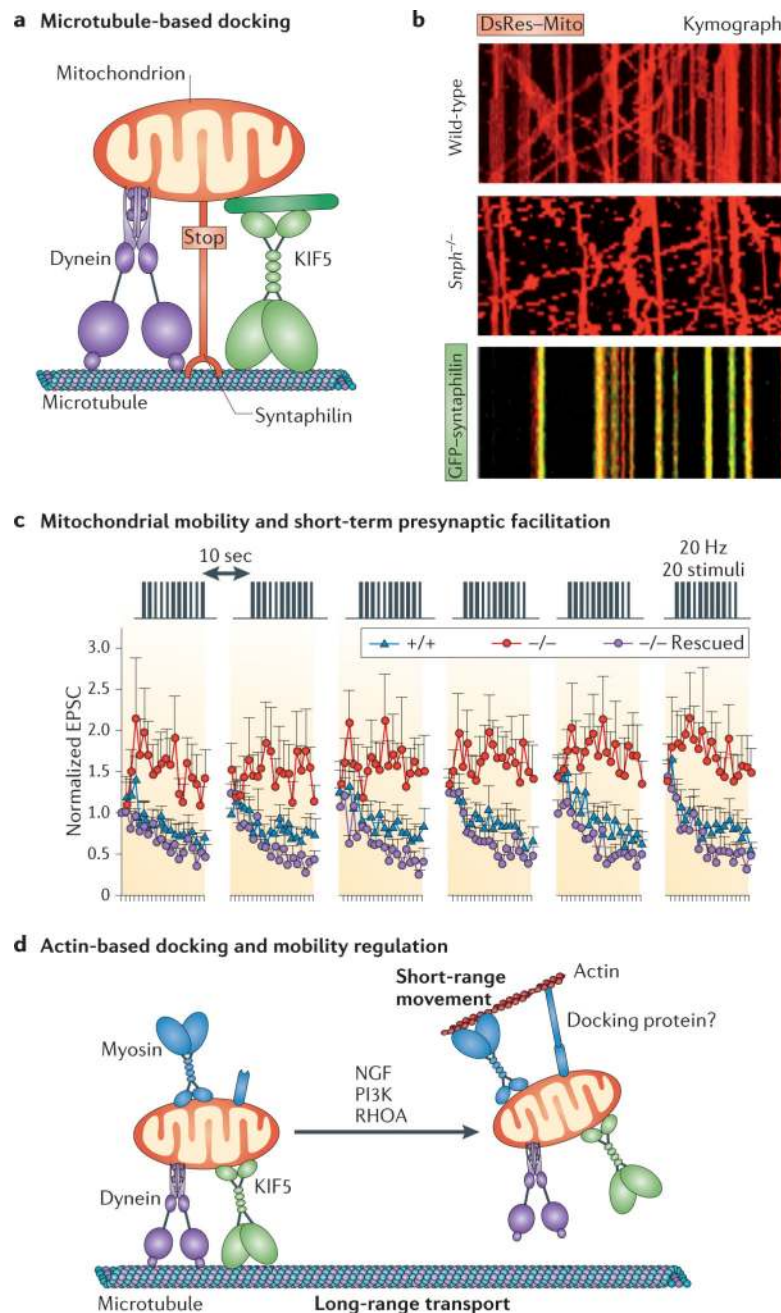 a Microtubule-based docking
Mitochondrion
Stop
Dynein
KIF5
Microtubule
Syntaphilin
b
DsRes–Mito
Kymograph
Wild-type
Snph–/–
GFP–syntaphilin
c Mitochondrial mobility and short-term presynaptic facilitation
10 sec
20 Hz
20 stimuli
+/+
–/–
–/– Rescued
Normalized EPSC
3.0
2.5
2.0
1.5
1.0
0.5
0
d Actin-based docking and mobility regulation
Short-range
movement
Actin
Docking protein?
Myosin
NGF
PI3K
RHOA
Dynein
KIF5
Microtubule
Long-range transport